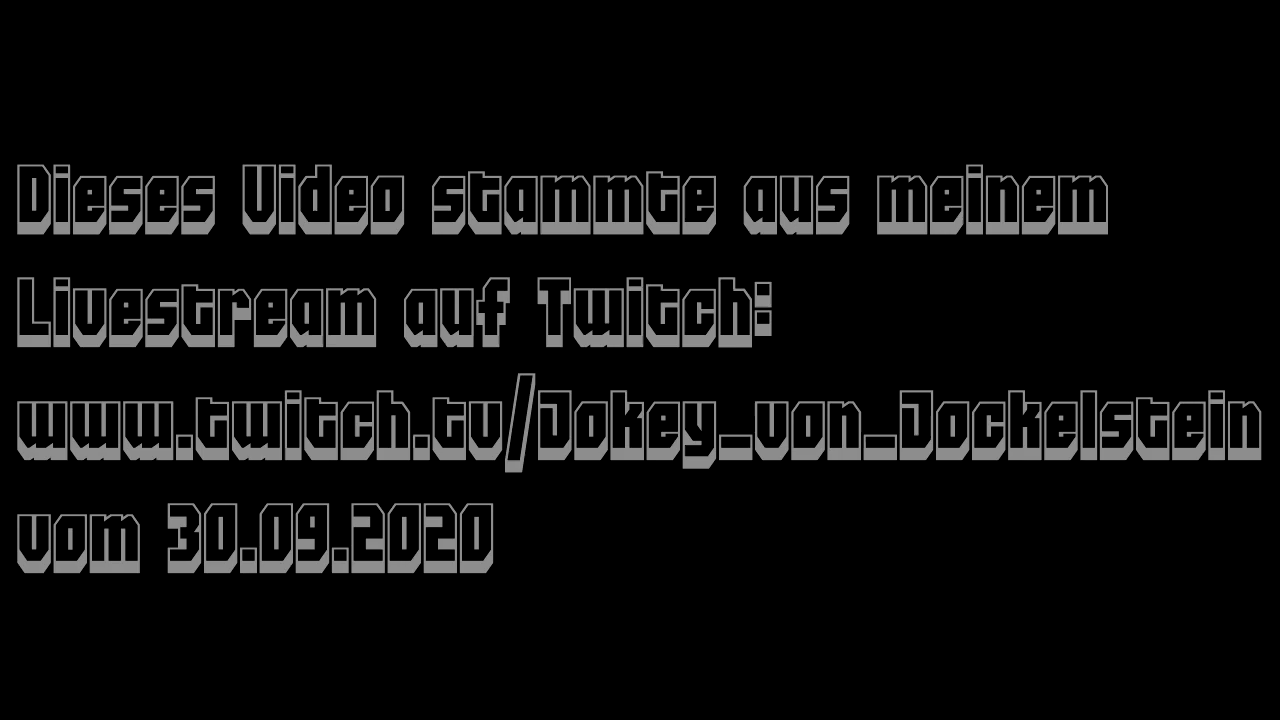 Dieses Video stammte aus meinem
Livestream auf Twitch:
www.twitch.tv/Jokey_von_Jockelstein
vom 30.09.2020